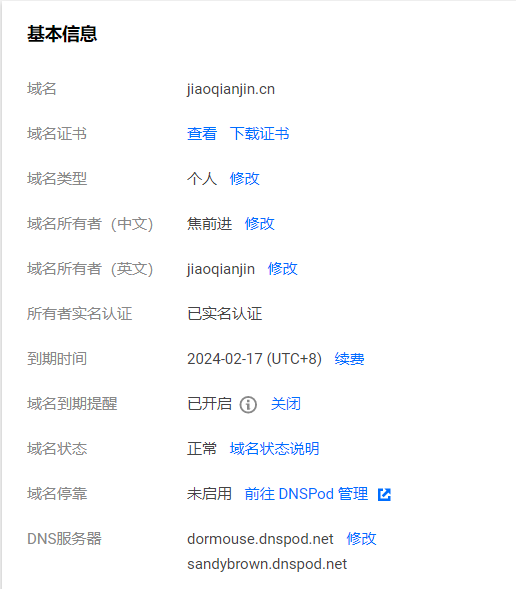 基本信息
域名 jiaoqianjin.cn
域名证书 查看 下载证书
域名类型 个人 修改
域名所有者（中文） 焦前进 修改
域名所有者（英文） jiaoqianjin 修改
所有者实名认证 已实名认证
到期时间 2024-02-17 (UTC+8) 续费
域名到期提醒 已开启 关闭
域名状态 正常 域名状态说明
域名停靠 未启用 前往 DNSPod 管理
DNS服务器 dormouse.dnspod.net 修改
sandybrown.dnspod.net